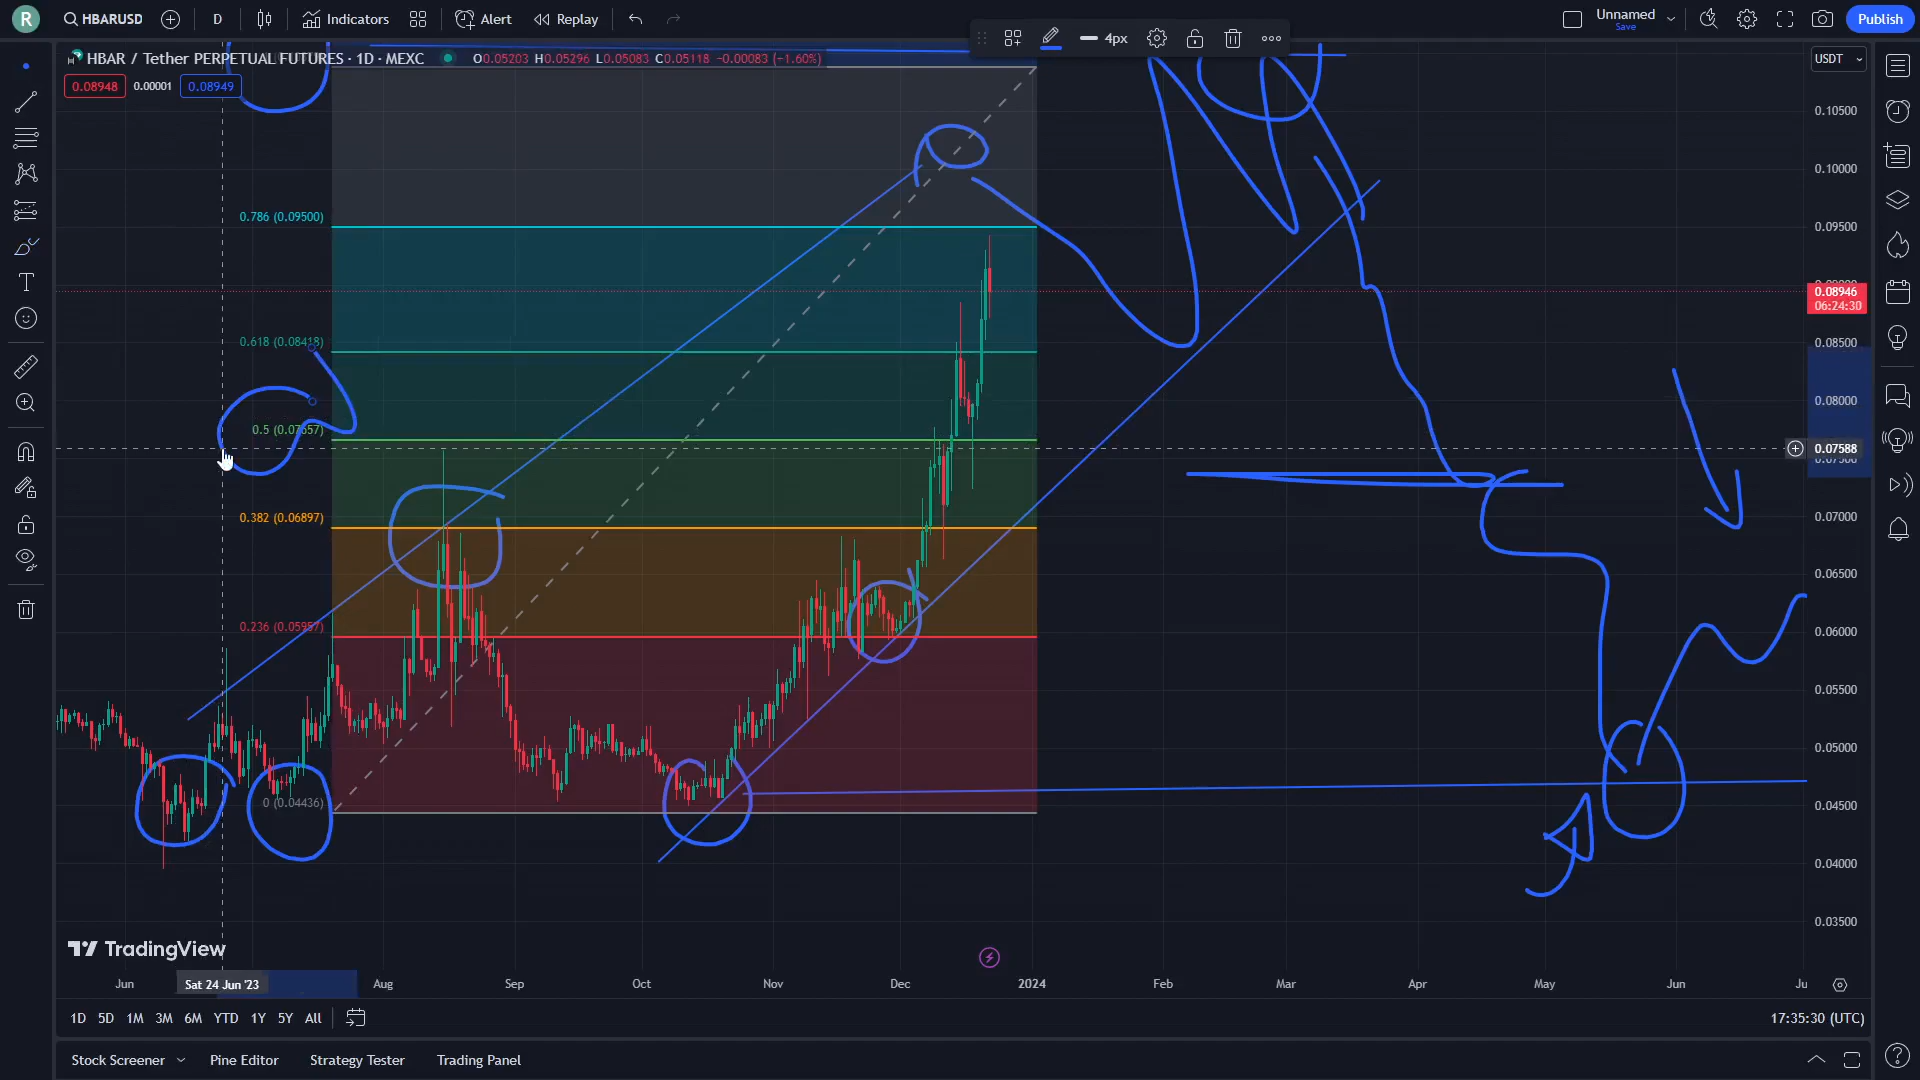 R
HBARUSD
D
Indicators
Alert
Replay
Unnamed
Save
Publish
4px
HBAR / Tether PERPETUAL FUTURES · 1D · MEXC
O0.05203 H0.05296 L0.05083 C0.05118 -0.00083 (-1.60%)
USDT
0.08948
0.00001
0.08949
0.10500
0.10000
0.786 (0.09500)
0.09500
0.08946
06:24:30
0.618 (0.08418)
0.08500
0.08000
0.5 (0.07657)
0.07588
0.382 (0.06897)
0.07000
0.06500
0.236 (0.05957)
0.06000
0.05500
0.05000
0 (0.04436)
0.04500
0.04000
0.03500
TradingView
Jun
Sat 24 Jun '23
Aug
Sep
Oct
Nov
Dec
2024
Feb
Mar
Apr
May
Jun
Ju
1D 5D 1M 3M 6M YTD 1Y 5Y All
17:35:30 (UTC)
Stock Screener
Pine Editor
Strategy Tester
Trading Panel